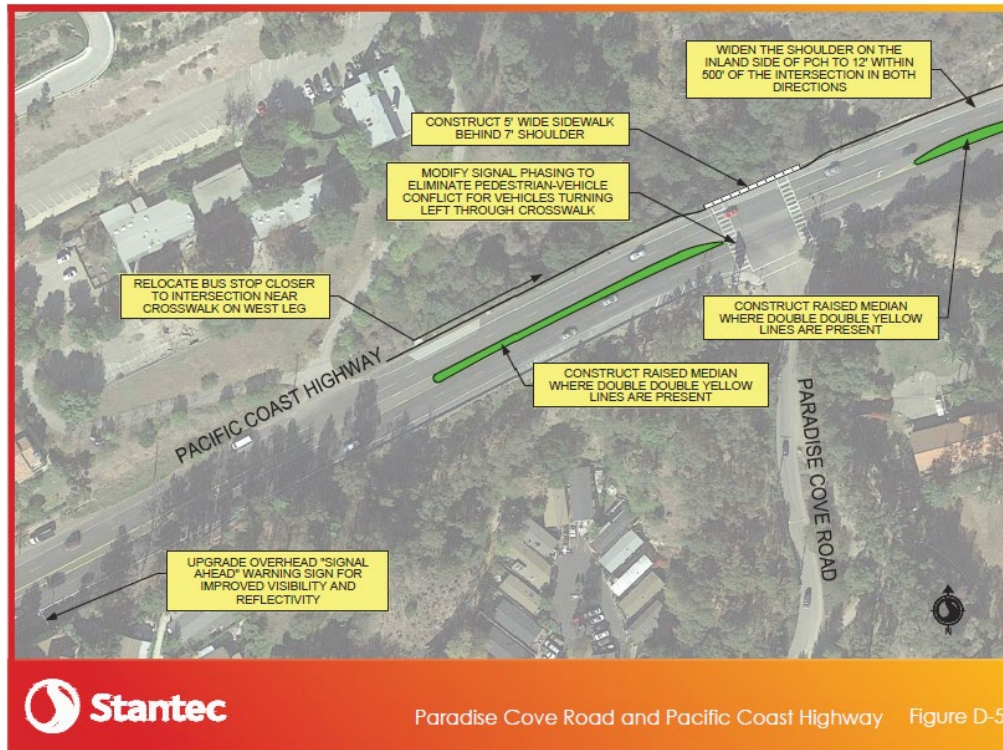 WIDEN THE SHOULDER ON THE
INLAND SIDE OF PCH TO 12' WITHIN
500' OF THE INTERSECTION IN BOTH
DIRECTIONS
CONSTRUCT 5' WIDE SIDEWALK
BEHIND 7' SHOULDER
MODIFY SIGNAL PHASING TO
ELIMINATE PEDESTRIAN-VEHICLE
CONFLICT FOR VEHICLES TURNING
LEFT THROUGH CROSSWALK
RELOCATE BUS STOP CLOSER
TO INTERSECTION NEAR
CROSSWALK ON WEST LEG
CONSTRUCT RAISED MEDIAN
WHERE DOUBLE DOUBLE YELLOW
LINES ARE PRESENT
CONSTRUCT RAISED MEDIAN
WHERE DOUBLE DOUBLE YELLOW
LINES ARE PRESENT
PACIFIC COAST HIGHWAY
PARADISE COVE ROAD
UPGRADE OVERHEAD "SIGNAL
AHEAD" WARNING SIGN FOR
IMPROVED VISIBILITY AND
REFLECTIVITY
N
Stantec
Paradise Cove Road and Pacific Coast Highway Figure D-5